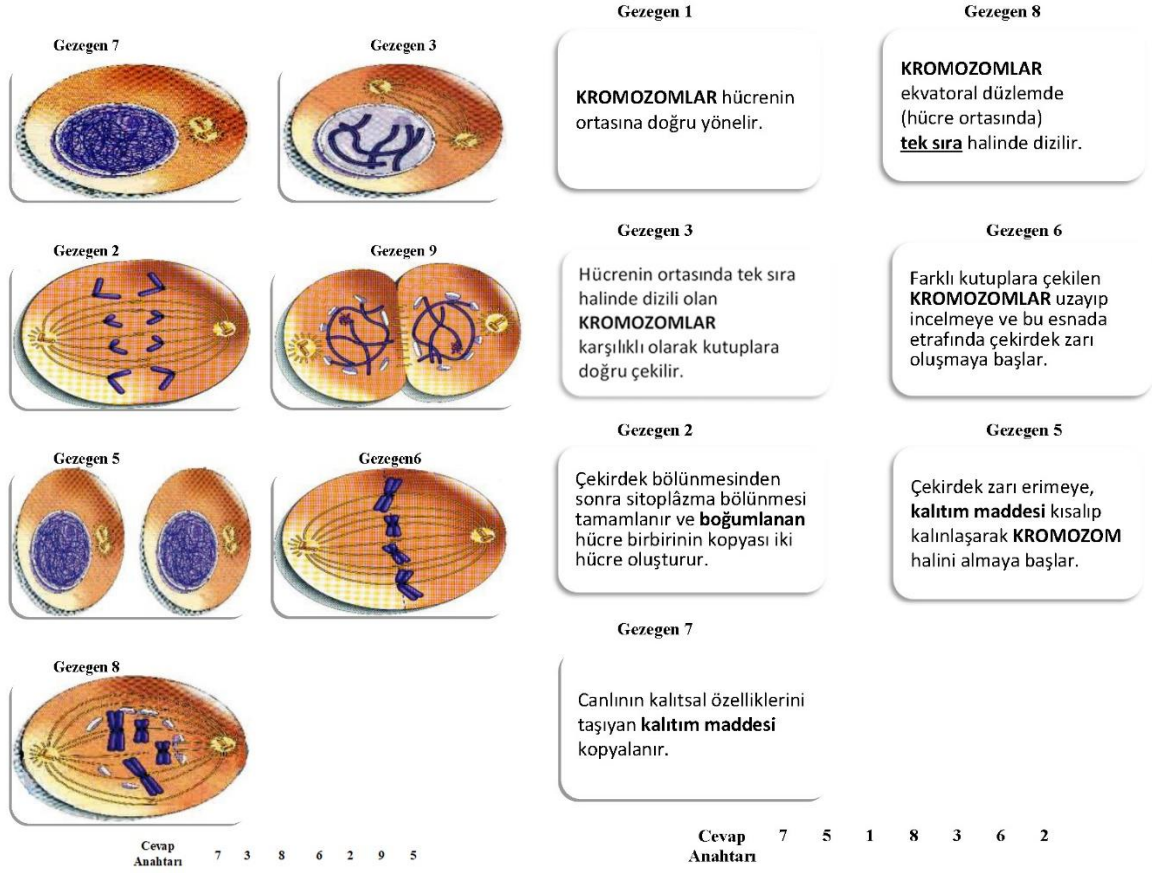 Gezegen 7
Gezegen 3
Gezegen 2
Gezegen 9
Gezegen 5
Gezegen6
Gezegen 8
Cevap
Anahtarı
7 3 8 6 2 9 5
Gezegen 1
KROMOZOMLAR hücrenin
ortasına doğru yönelir.
Gezegen 8
KROMOZOMLAR
ekvatoral düzlemde
(hücre ortasında)
tek sıra halinde dizilir.
Gezegen 3
Hücrenin ortasında tek sıra
halinde dizili olan
KROMOZOMLAR
karşılıklı olarak kutuplara
doğru çekilir.
Gezegen 6
Farklı kutuplara çekilen
KROMOZOMLAR uzayıp
incelmeye ve bu esnada
etrafında çekirdek zarı
oluşmaya başlar.
Gezegen 2
Çekirdek bölünmesinden
sonra sitoplâzma bölünmesi
tamamlanır ve boğumlanan
hücre birbirinin kopyası iki
hücre oluşturur.
Gezegen 5
Çekirdek zarı erimeye,
kalıtım maddesi kısalıp
kalınlaşarak KROMOZOM
halini almaya başlar.
Gezegen 7
Canlının kalıtsal özelliklerini
taşıyan kalıtım maddesi
kopyalanır.
Cevap
Anahtarı
7 5 1 8 3 6 2